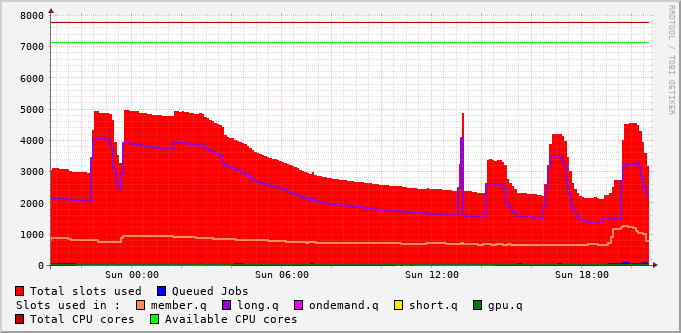 8000
7000
6000
5000
4000
3000
2000
1000
0
Sun 00:00 Sun 06:00 Sun 12:00 Sun 18:00
RRDTOOL / TOBI OETIKER
Total slots used Queued Jobs
Slots used in : member.q long.q ondemand.q short.q gpu.q
Total CPU cores Available CPU cores